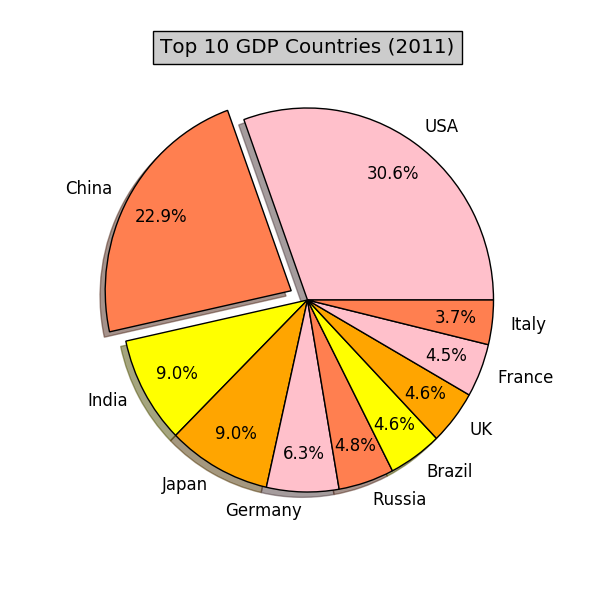 Top 10 GDP Countries (2011)
USA
30.6%
China
22.9%
India
9.0%
Japan
9.0%
Germany
6.3%
Russia
4.8%
Brazil
4.6%
UK
4.6%
France
4.5%
Italy
3.7%